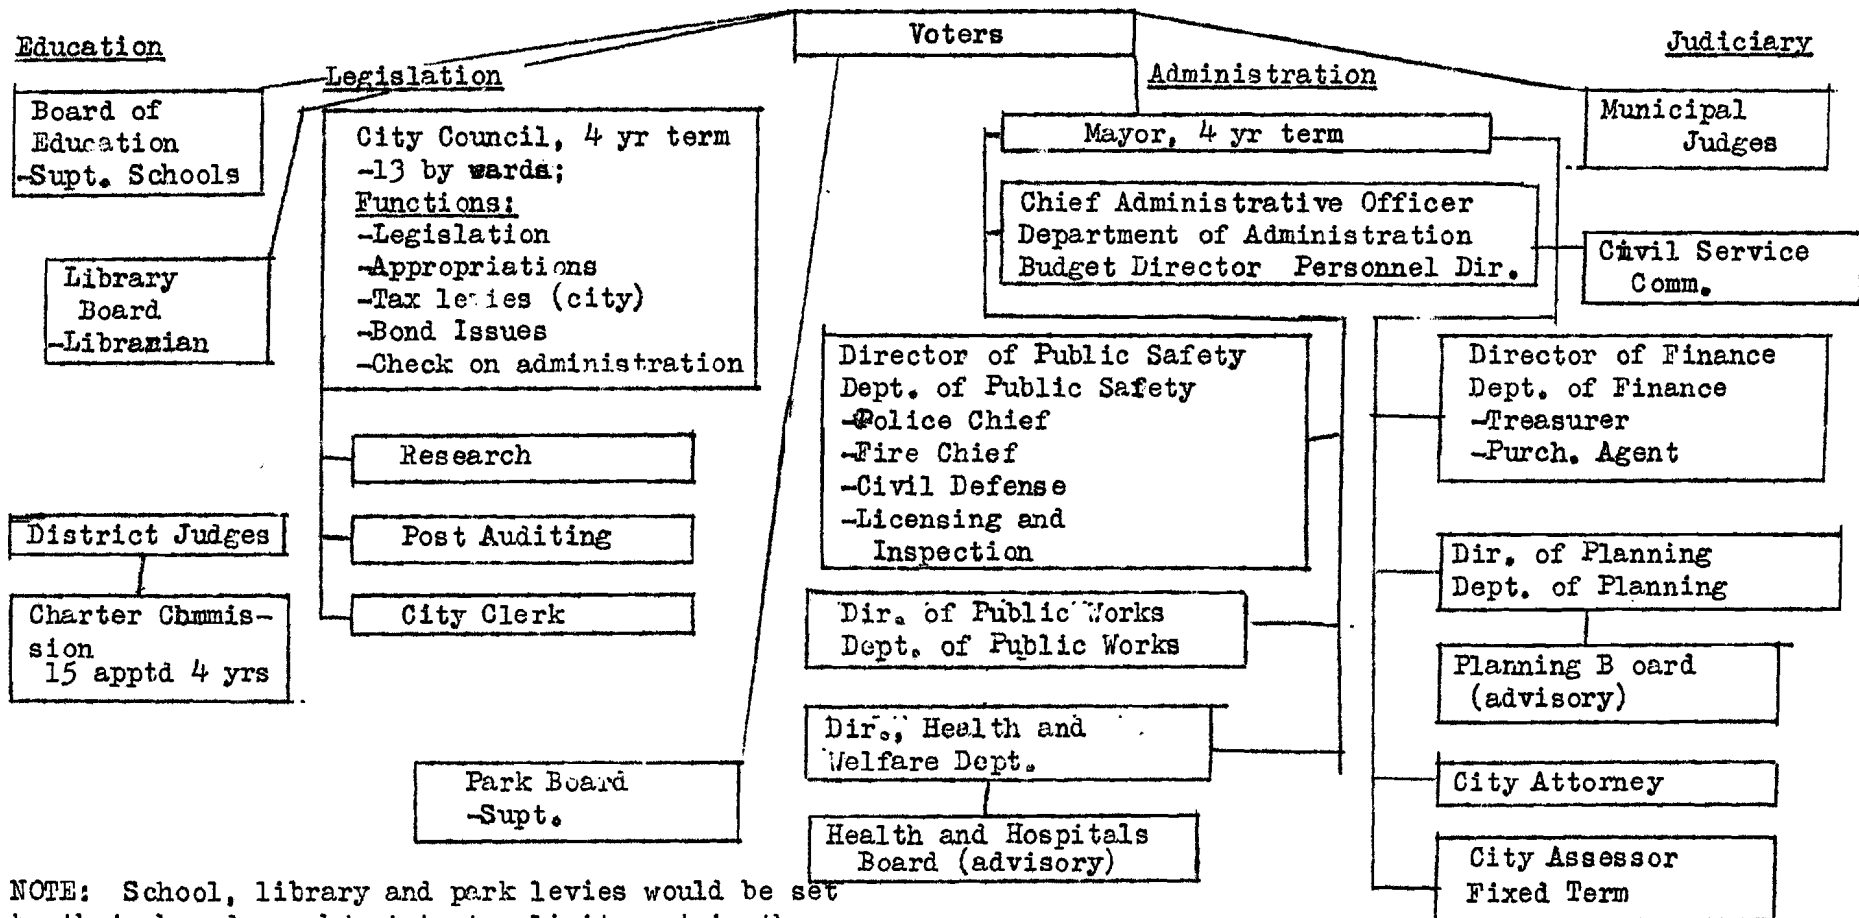 Voters
Education
Legislation
Administration
Judiciary
Board of
Education
-Supt. Schools
Library
Board
-Librarian
City Council, 4 yr term
-13 by wards;
Functions:
-Legislation
-Appropriations
-Tax levies (city)
-Bond Issues
-Check on administration
Research
Post Auditing
City Clerk
District Judges
Charter Commis-
sion
15 apptd 4 yrs
Park Board
-Supt.
Mayor, 4 yr term
Chief Administrative Officer
Department of Administration
Budget Director Personnel Dir.
Municipal
Judges
Civil Service
Comm.
Director of Public Safety
Dept. of Public Safety
-Police Chief
-Fire Chief
-Civil Defense
-Licensing and
Inspection
Dir. of Public Works
Dept. of Public Works
Dir., Health and
Welfare Dept.
Health and Hospitals
Board (advisory)
Director of Finance
Dept. of Finance
-Treasurer
-Purch. Agent
Dir. of Planning
Dept. of Planning
Planning B oard
(advisory)
City Attorney
City Assessor
Fixed Term
NOTE: School, library and park levies would be set